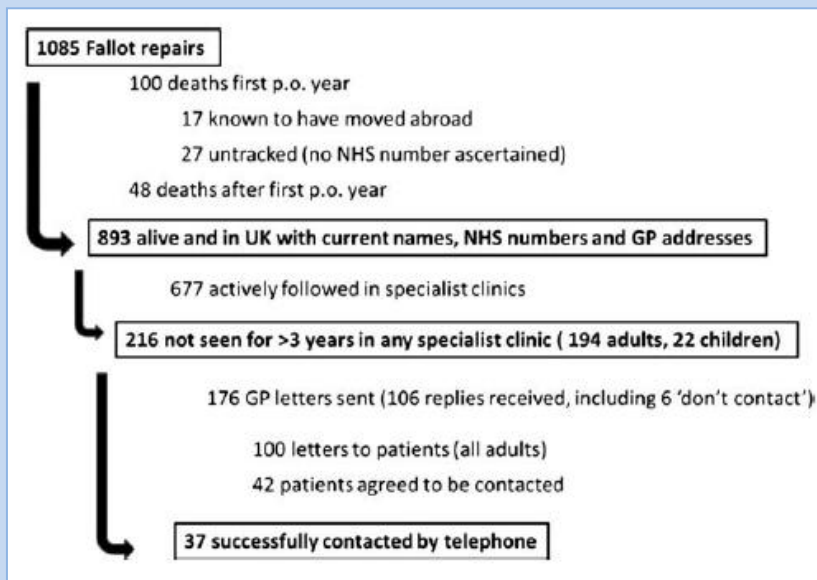 1085 Fallot repairs
100 deaths first p.o. year
17 known to have moved abroad
27 untracked (no NHS number ascertained)
48 deaths after first p.o. year
893 alive and in UK with current names, NHS numbers and GP addresses
677 actively followed in specialist clinics
216 not seen for >3 years in any specialist clinic ( 194 adults, 22 children)
176 GP letters sent (106 replies received, including 6 ‘don’t contact’)
100 letters to patients (all adults)
42 patients agreed to be contacted
37 successfully contacted by telephone